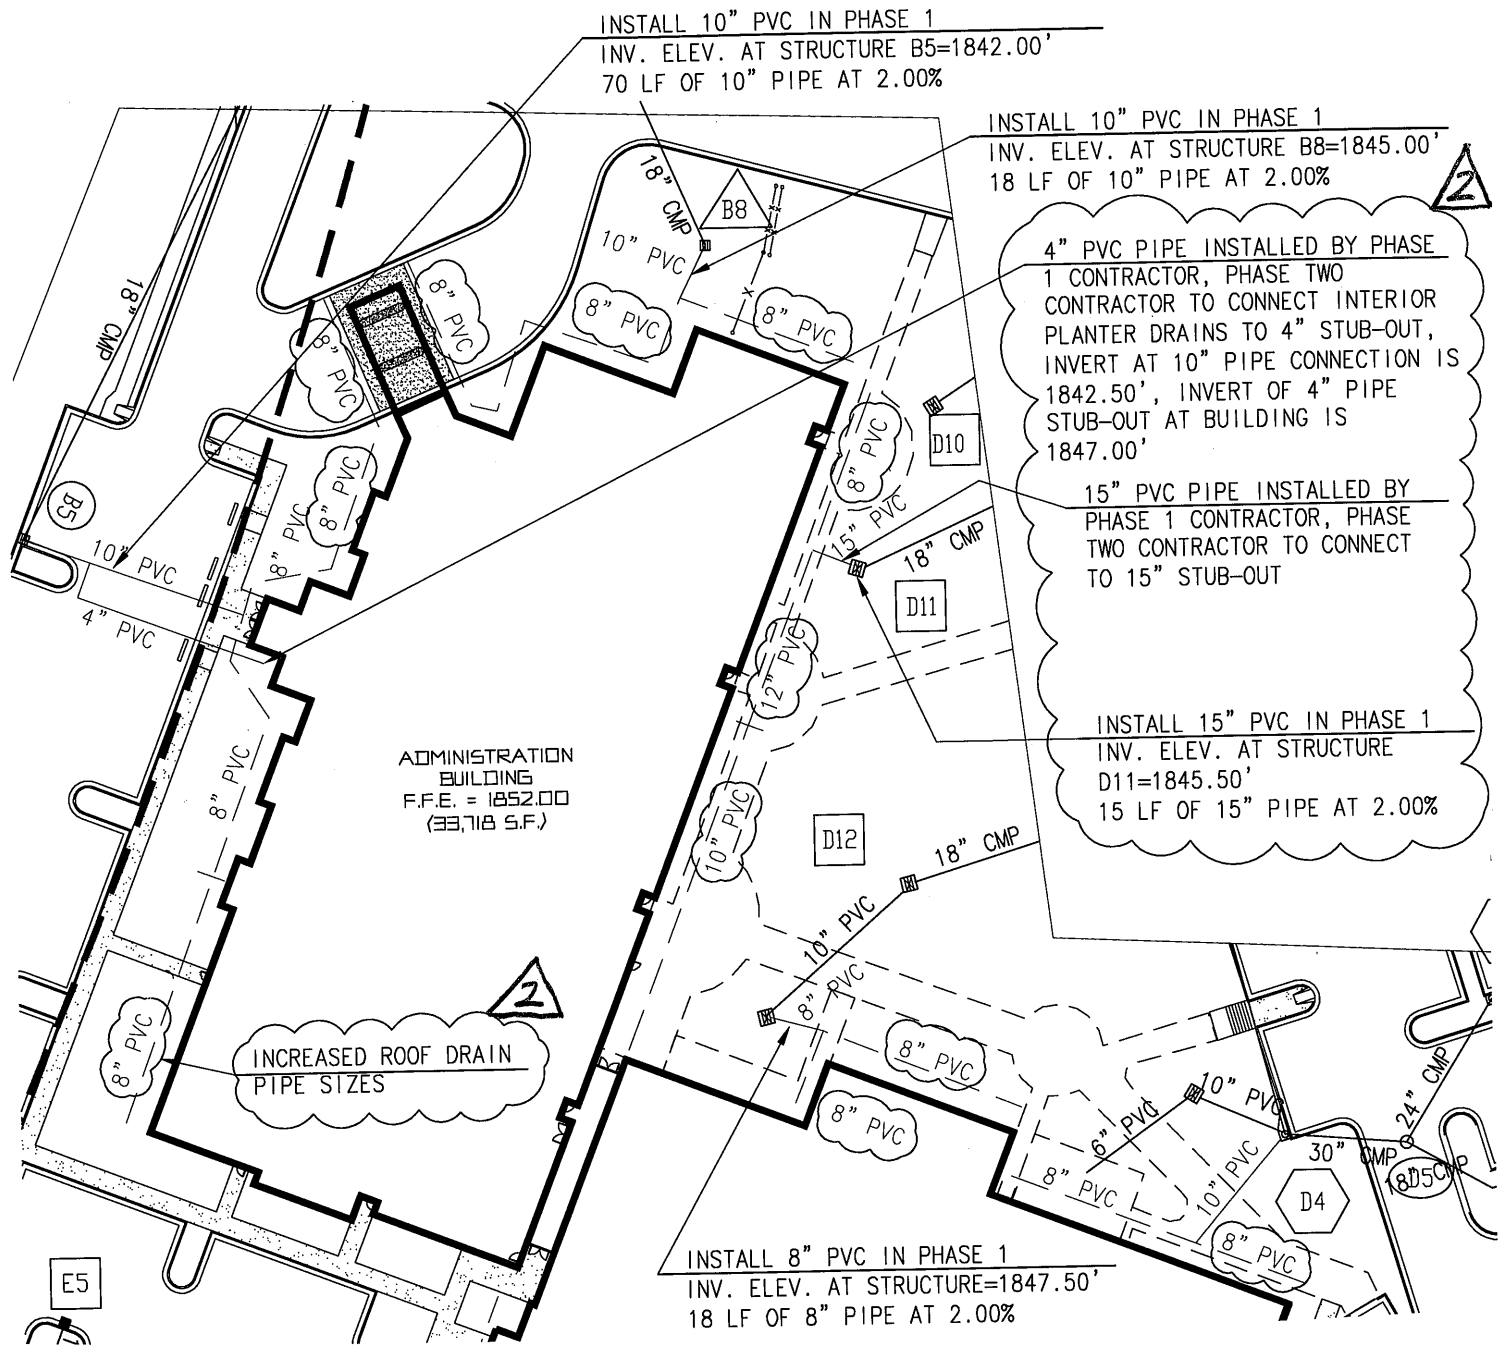 INSTALL 10" PVC IN PHASE 1
INV. ELEV. AT STRUCTURE B5=1842.00'
70 LF OF 10" PIPE AT 2.00%
INSTALL 10" PVC IN PHASE 1
INV. ELEV. AT STRUCTURE B8=1845.00'
18 LF OF 10" PIPE AT 2.00%
2
4" PVC PIPE INSTALLED BY PHASE
1 CONTRACTOR, PHASE TWO
CONTRACTOR TO CONNECT INTERIOR
PLANTER DRAINS TO 4" STUB-OUT,
INVERT AT 10" PIPE CONNECTION IS
1842.50', INVERT OF 4" PIPE
STUB-OUT AT BUILDING IS
1847.00'
15" PVC PIPE INSTALLED BY
PHASE 1 CONTRACTOR, PHASE
TWO CONTRACTOR TO CONNECT
TO 15" STUB-OUT
INSTALL 15" PVC IN PHASE 1
INV. ELEV. AT STRUCTURE
D11=1845.50'
15 LF OF 15" PIPE AT 2.00%
18" CMP
B8
10" PVC
8" PVC
8" PVC
8" PVC
8" PVC
18" CMP
D10
8" PVC
15" PVC
18" CMP
D11
8" PVC
8" PVC
B5
10" PVC
4" PVC
12" PVC
8" PVC
ADMINISTRATION
BUILDING
F.F.E. = 1852.00
(33,718 S.F.)
10" PVC
D12
18" CMP
10" PVC
8" PVC
2
INCREASED ROOF DRAIN
PIPE SIZES
8" PVC
8" PVC
8" PVC
10" PVC
6" PVC
24" CMP
30" CMP
18" CMP
D5
8" PVC
10" PVC
D4
8" PVC
E5
INSTALL 8" PVC IN PHASE 1
INV. ELEV. AT STRUCTURE=1847.50'
18 LF OF 8" PIPE AT 2.00%